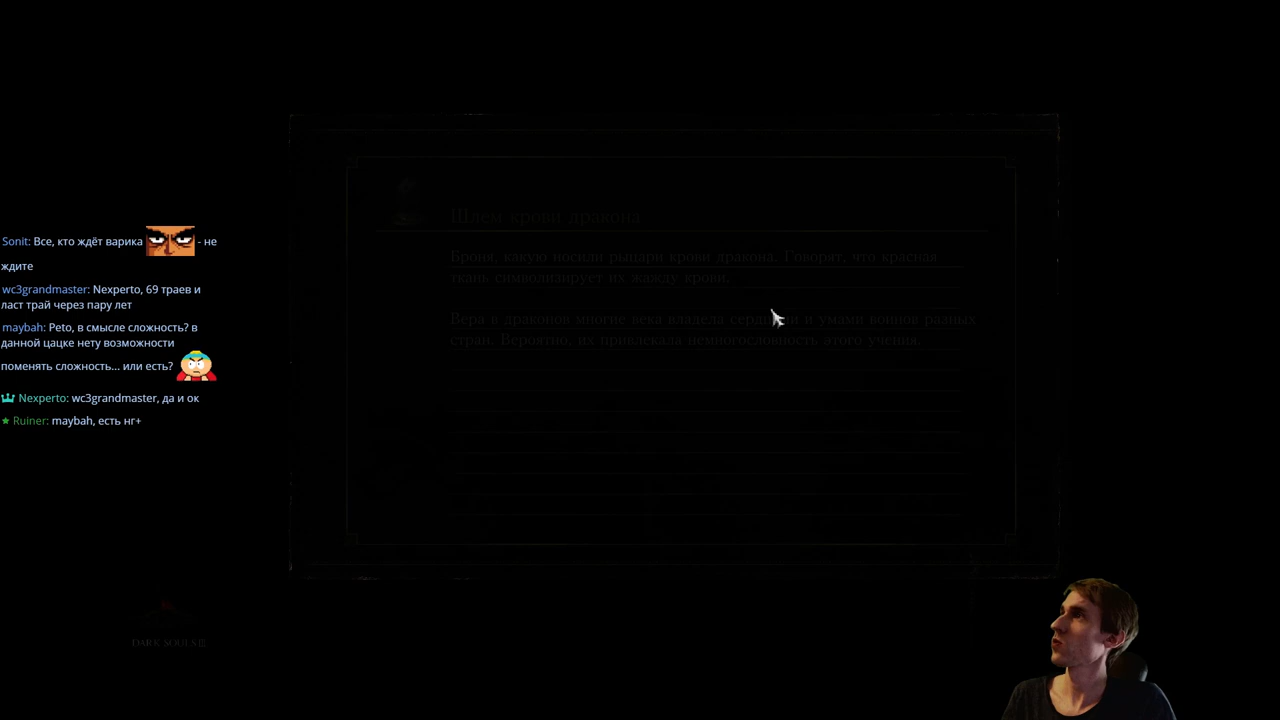 Шлем крови дракона
Броня, какую носили рыцари крови дракона. Говорят, что красная
ткань символизирует их жажду крови.
Вера в драконов многие века владела сердцами и умами воинов разных
стран. Вероятно, их привлекала немногословность этого учения.
Sonit: Все, кто ждёт варика - не
ждите
wc3grandmaster: Nexperto, 69 траев и
ласт трай через пару лет
maybah: Peto, в смысле сложность? в
данной цацке нету возможности
поменять сложность... или есть?
Nexperto: wc3grandmaster, да и ок
Ruiner: maybah, есть нг+
DARK SOULS III